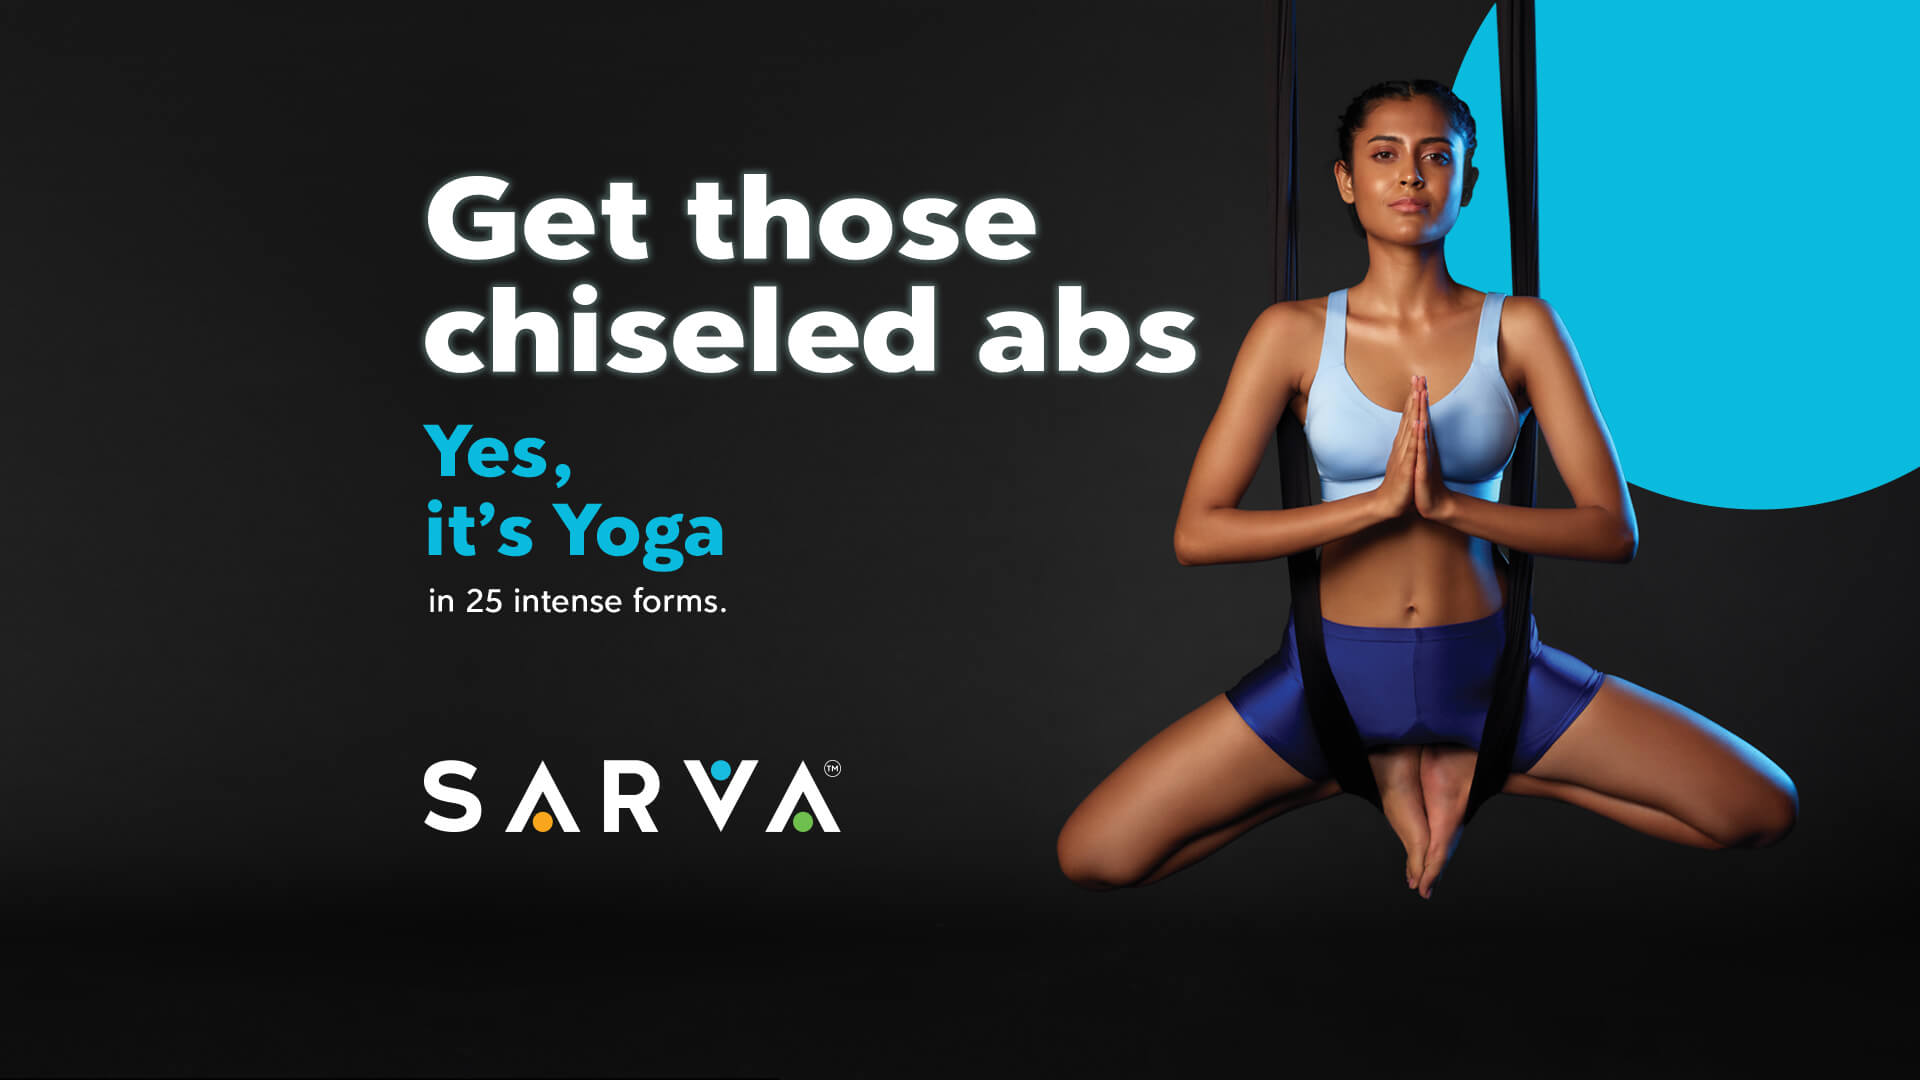 Get those
chiseled abs
Yes,
it’s Yoga
in 25 intense forms.
SARVA™